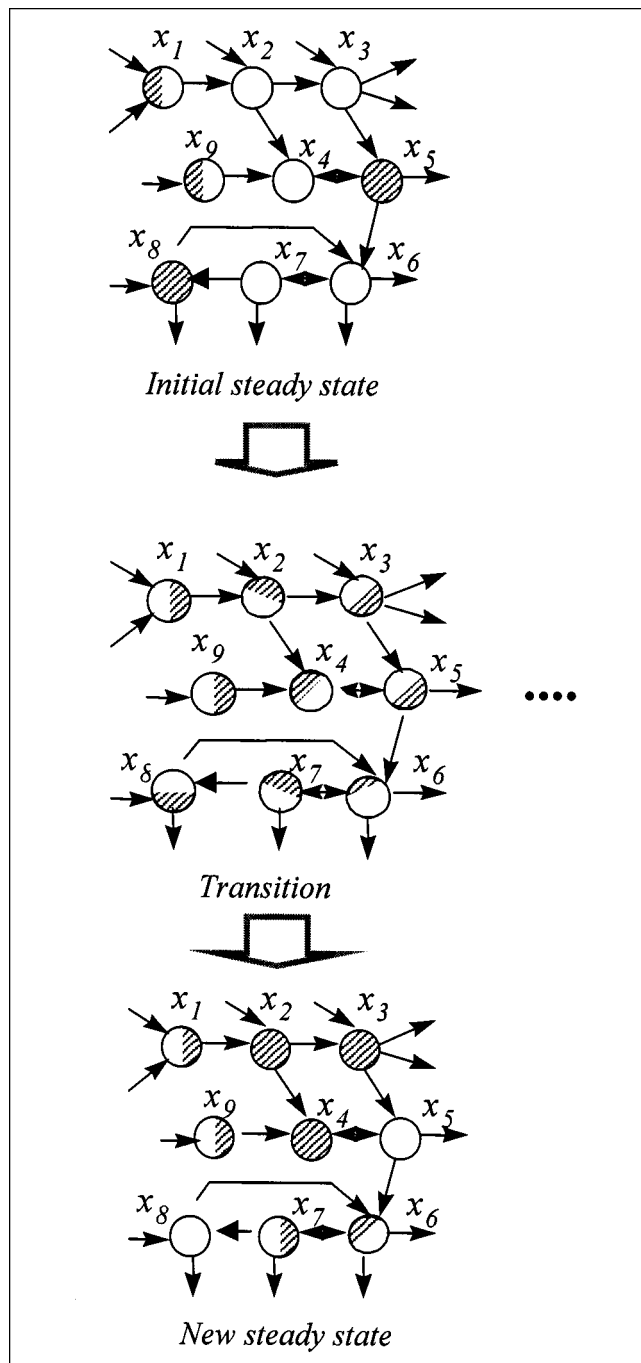 x1 x2 x3
x9 x4 x5
x8 x7 x6
Initial steady state
x1 x2 x3
x9 x4 x5
x8 x7 x6
Transition
x1 x2 x3
x9 x4 x5
x8 x7 x6
New steady state